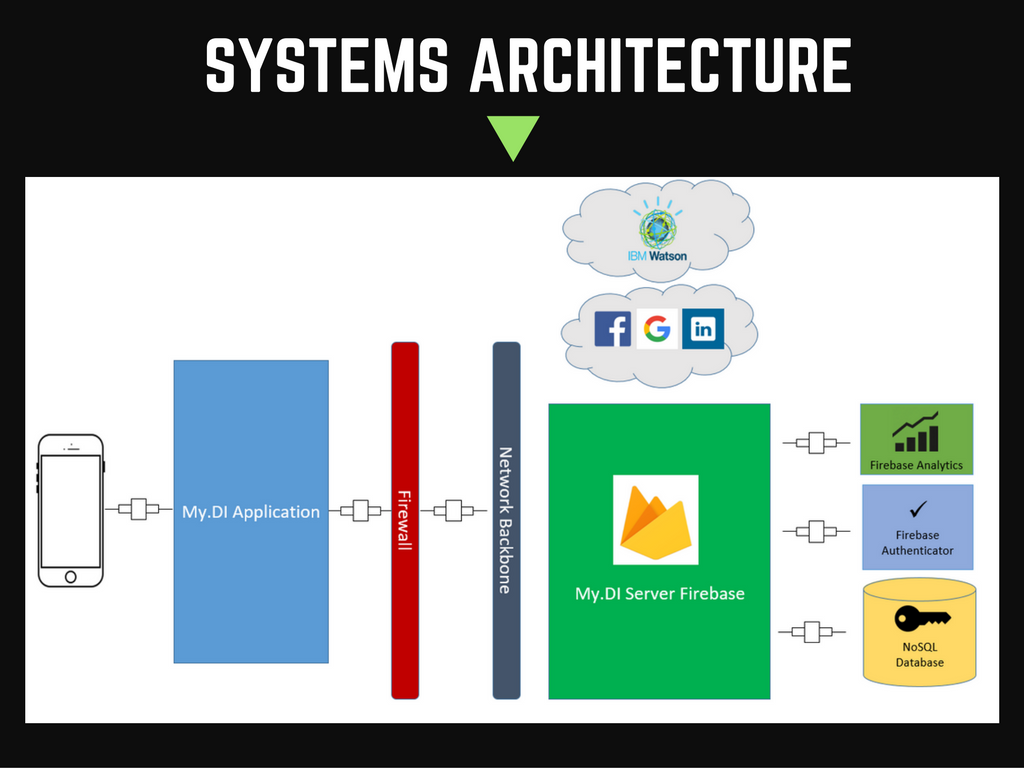 SYSTEMS ARCHITECTURE
IBM Watson
f G in
My.DI Application
Firewall
Network Backbone
My.DI Server Firebase
Firebase Analytics
Firebase
Authenticator
NoSQL
Database